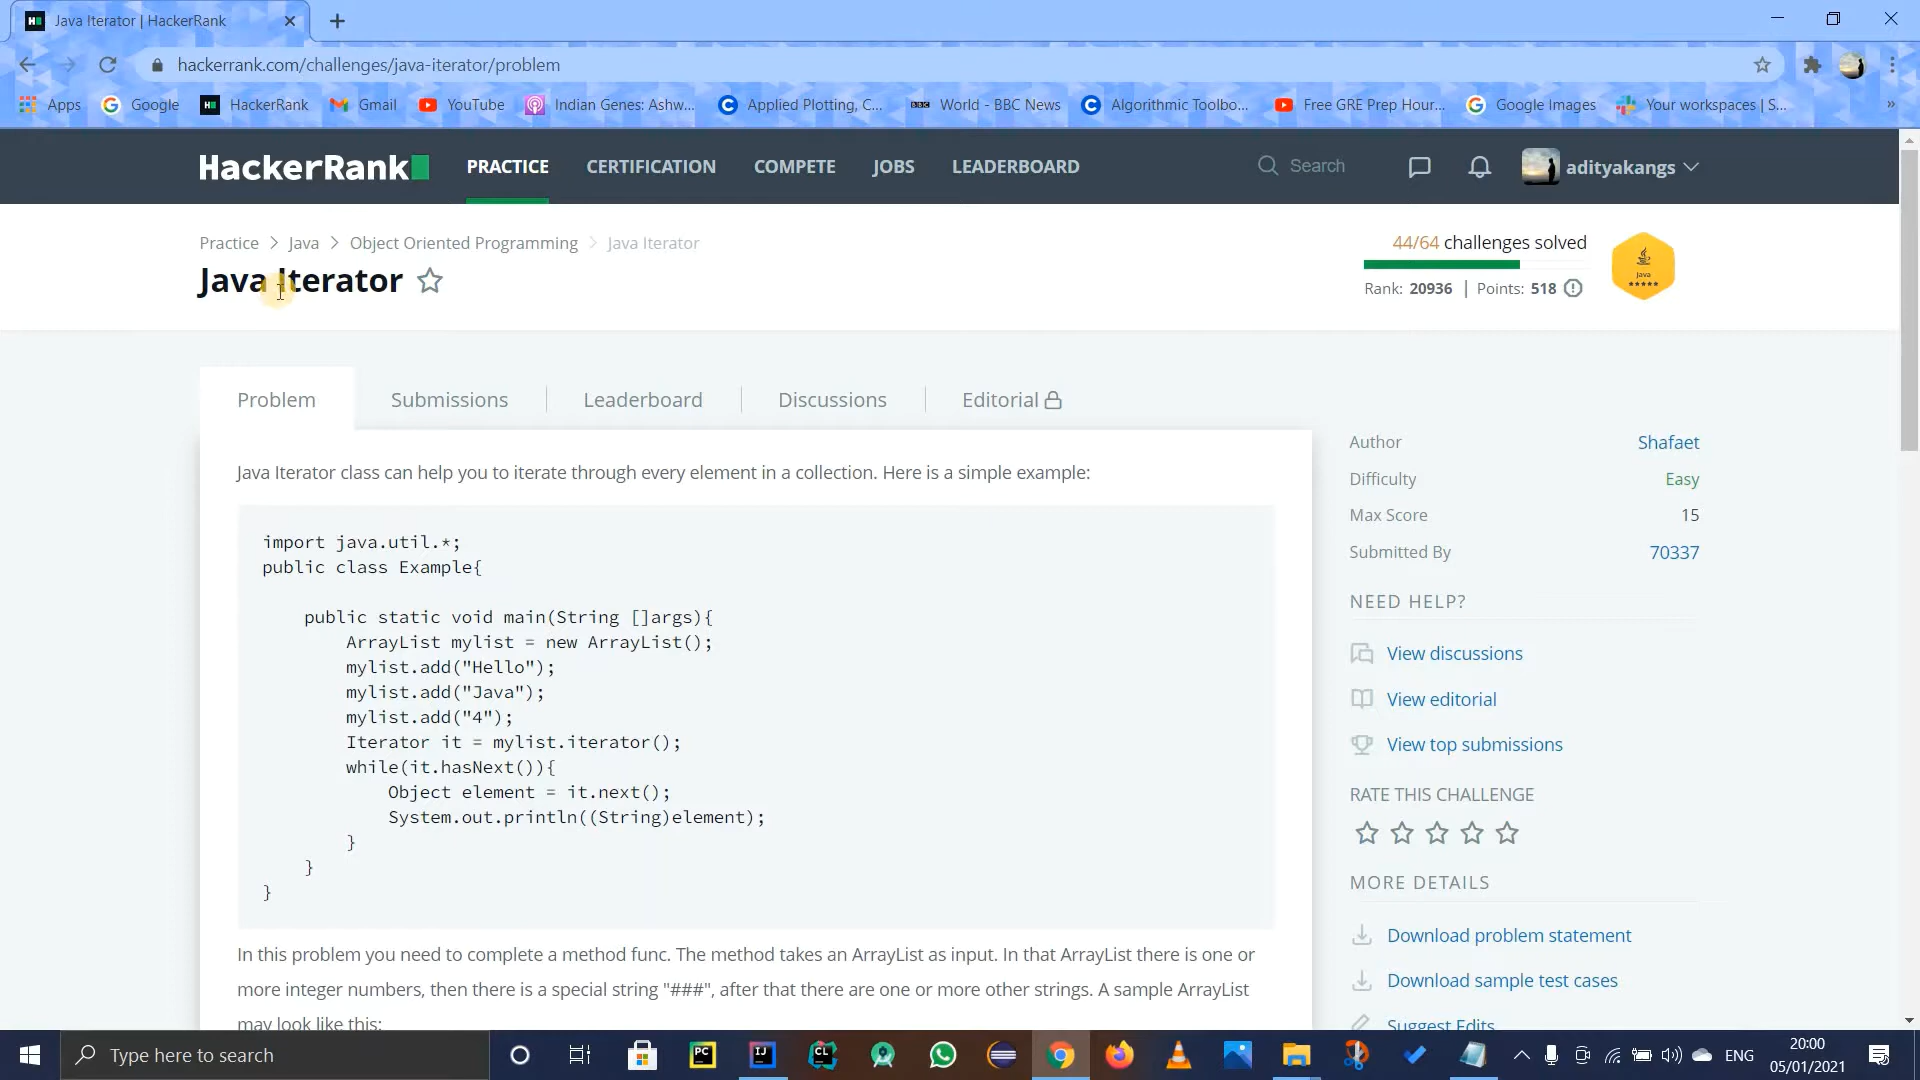 Java Iterator | HackerRank
hackerrank.com/challenges/java-iterator/problem
Apps Google HackerRank Gmail YouTube Indian Genes: Ashw... Applied Plotting, C... BBC World - BBC News Algorithmic Toolbo... Free GRE Prep Hour... Google Images Your workspaces | S... »
HackerRank PRACTICE CERTIFICATION COMPETE JOBS LEADERBOARD Search adityakangs
Practice > Java > Object Oriented Programming > Java Iterator
Java Iterator
44/64 challenges solved
Rank: 20936 | Points: 518
Java
Problem Submissions Leaderboard Discussions Editorial
Java Iterator class can help you to iterate through every element in a collection. Here is a simple example:
import java.util.*;
public class Example{
public static void main(String []args){
ArrayList mylist = new ArrayList();
mylist.add("Hello");
mylist.add("Java");
mylist.add("4");
Iterator it = mylist.iterator();
while(it.hasNext()){
Object element = it.next();
System.out.println((String)element);
}
}
}
In this problem you need to complete a method func. The method takes an ArrayList as input. In that ArrayList there is one or
more integer numbers, then there is a special string "###", after that there are one or more other strings. A sample ArrayList
may look like this:
Author Shafaet
Difficulty Easy
Max Score 15
Submitted By 70337
NEED HELP?
View discussions
View editorial
View top submissions
RATE THIS CHALLENGE
MORE DETAILS
Download problem statement
Download sample test cases
Suggest Edits
Type here to search
PC
IJ
CL
ENG
20:00
05/01/2021